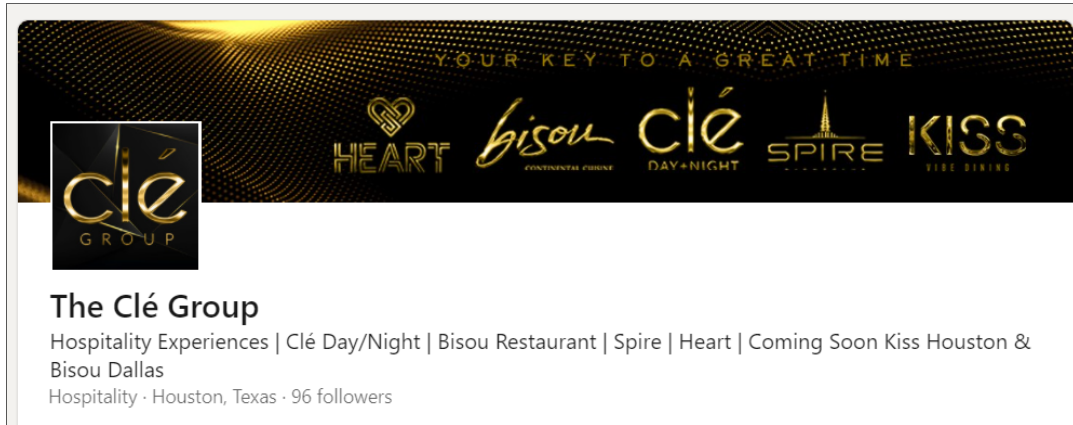 YOUR KEY TO A GREAT TIME
HEART
bisou
CONTINENTAL CUISINE
clé
DAY+NIGHT
SPIRE
KISS
VIBE DINING
clé
GROUP
The Clé Group
Hospitality Experiences | Clé Day/Night | Bisou Restaurant | Spire | Heart | Coming Soon Kiss Houston &
Bisou Dallas
Hospitality · Houston, Texas · 96 followers